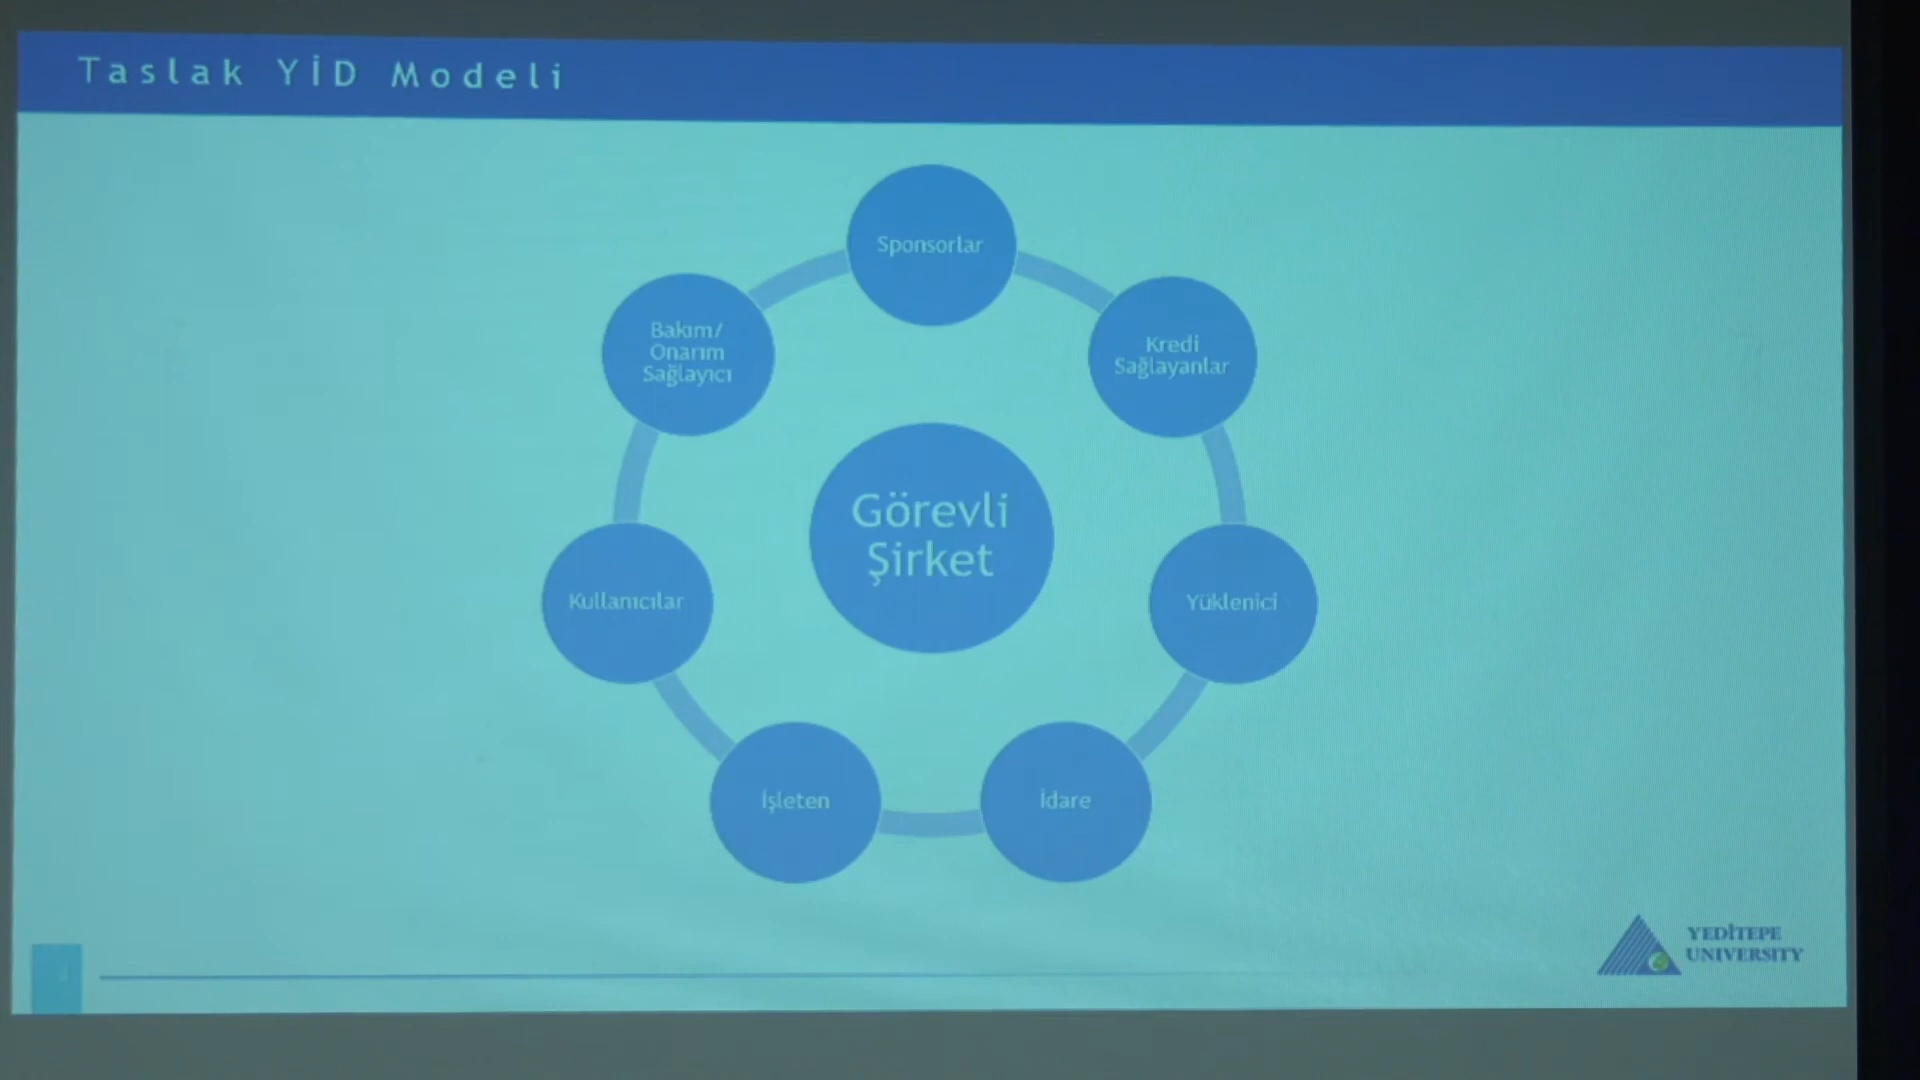 Taslak YİD Modeli
Sponsorlar
Kredi
Sağlayanlar
Yüklenici
İdare
İşleten
Kullanıcılar
Bakım/
Onarım
Sağlayıcı
Görevli
Şirket
YEDİTEPE
UNIVERSITY